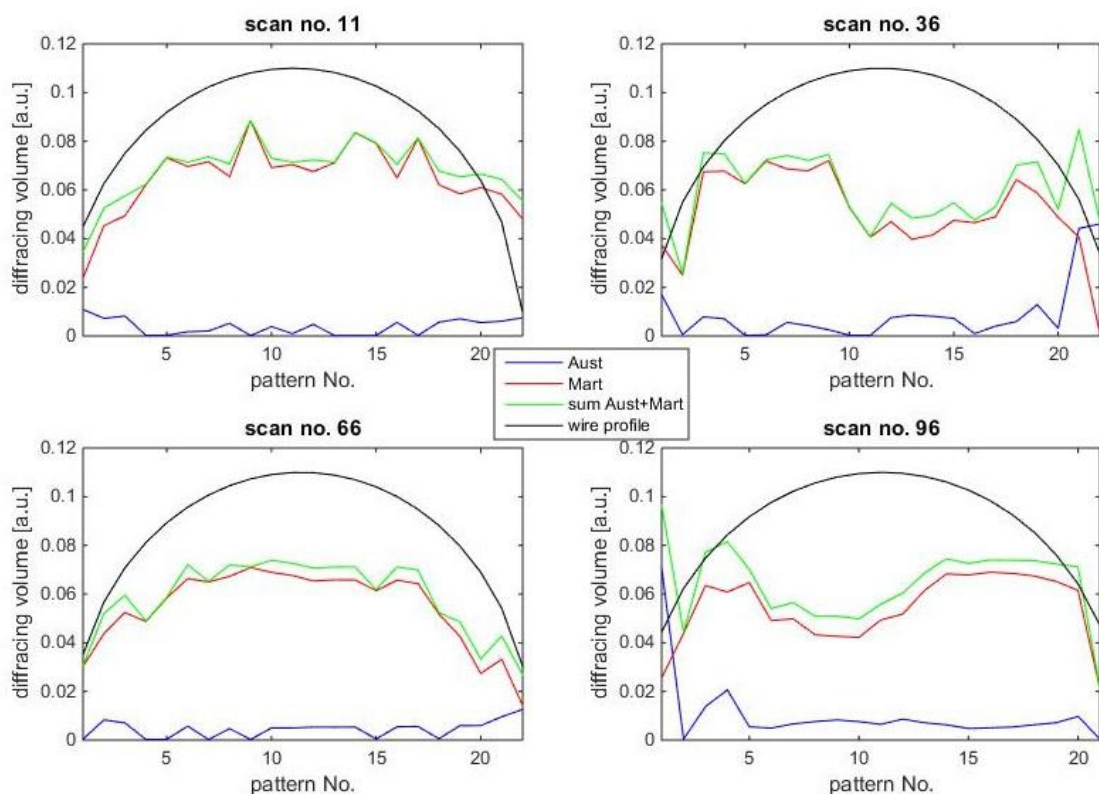 scan no. 11
diffracing volume [a.u.]
0.12
0.1
0.08
0.06
0.04
0.02
0
5 10 15 20
pattern No.
scan no. 36
diffracing volume [a.u.]
0.12
0.1
0.08
0.06
0.04
0.02
0
5 10 15 20
pattern No.
Aust
Mart
sum Aust+Mart
wire profile
scan no. 66
diffracing volume [a.u.]
0.12
0.1
0.08
0.06
0.04
0.02
0
5 10 15 20
pattern No.
scan no. 96
diffracing volume [a.u.]
0.12
0.1
0.08
0.06
0.04
0.02
0
5 10 15 20
pattern No.